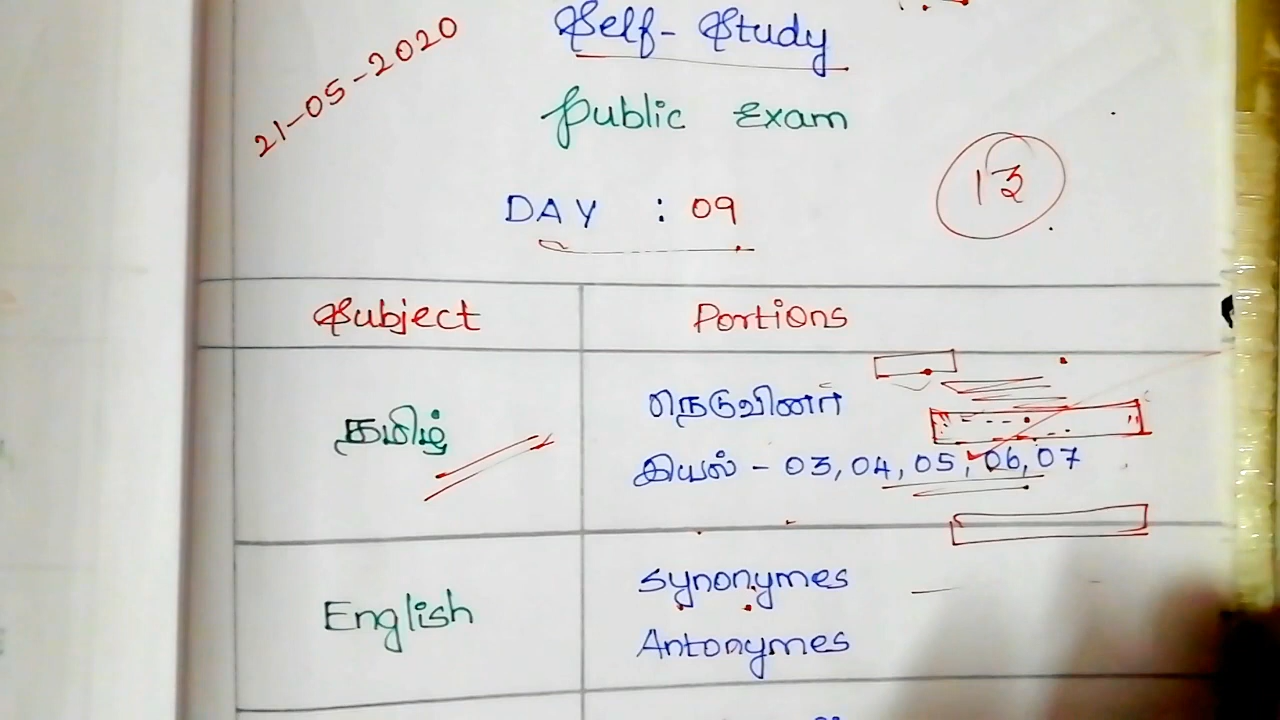 21-05-2020
Self-Study
Public Exam
13
DAY : 09
Subject Portions
தமிழ்
நெடுவினா
இயல் - 03, 04, 05, 06, 07
English
Synonymes
Antonymes